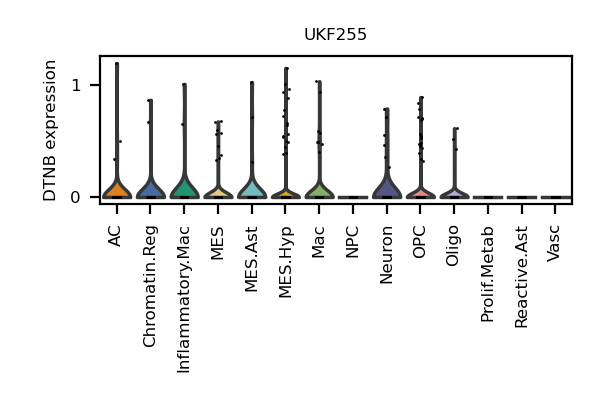 UKF255
DTNB expression
1
0
AC
Chromatin.Reg
Inflammatory.Mac
MES
MES.Ast
MES.Hyp
Mac
NPC
Neuron
OPC
Oligo
Prolif.Metab
Reactive.Ast
Vasc